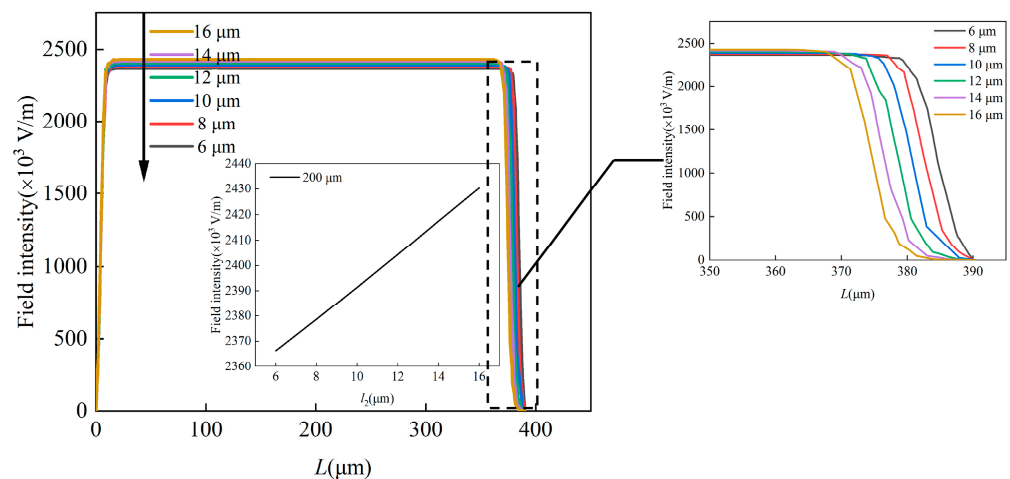 2500
2000
1500
1000
500
0
Field intensity(×10³ V/m)
0
100
200
300
400
L(μm)
16 μm
14 μm
12 μm
10 μm
8 μm
6 μm
2440
2430
2420
2410
2400
2390
2380
2370
2360
Field intensity(×10³ V/m)
200 μm
6
8
10
12
14
16
l₂(μm)
2500
2000
1500
1000
500
0
Field intensity(×10³ V/m)
350
360
370
380
390
L(μm)
6 μm
8 μm
10 μm
12 μm
14 μm
16 μm